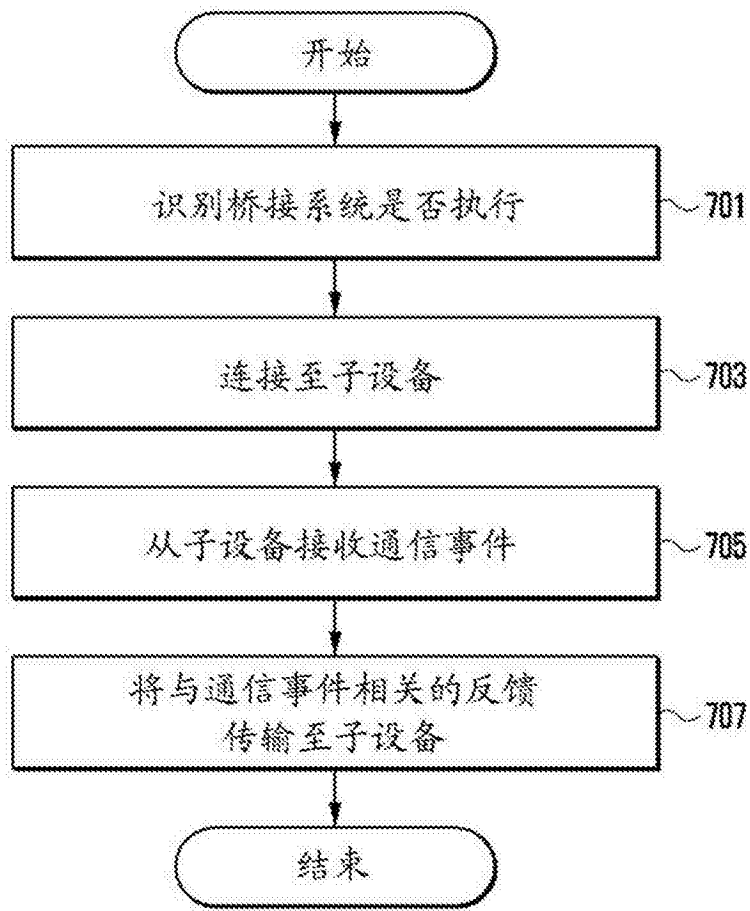 开始
识别桥接系统是否执行
701
连接至子设备
703
从子设备接收通信事件
705
将与通信事件相关的反馈
传输至子设备
707
结束